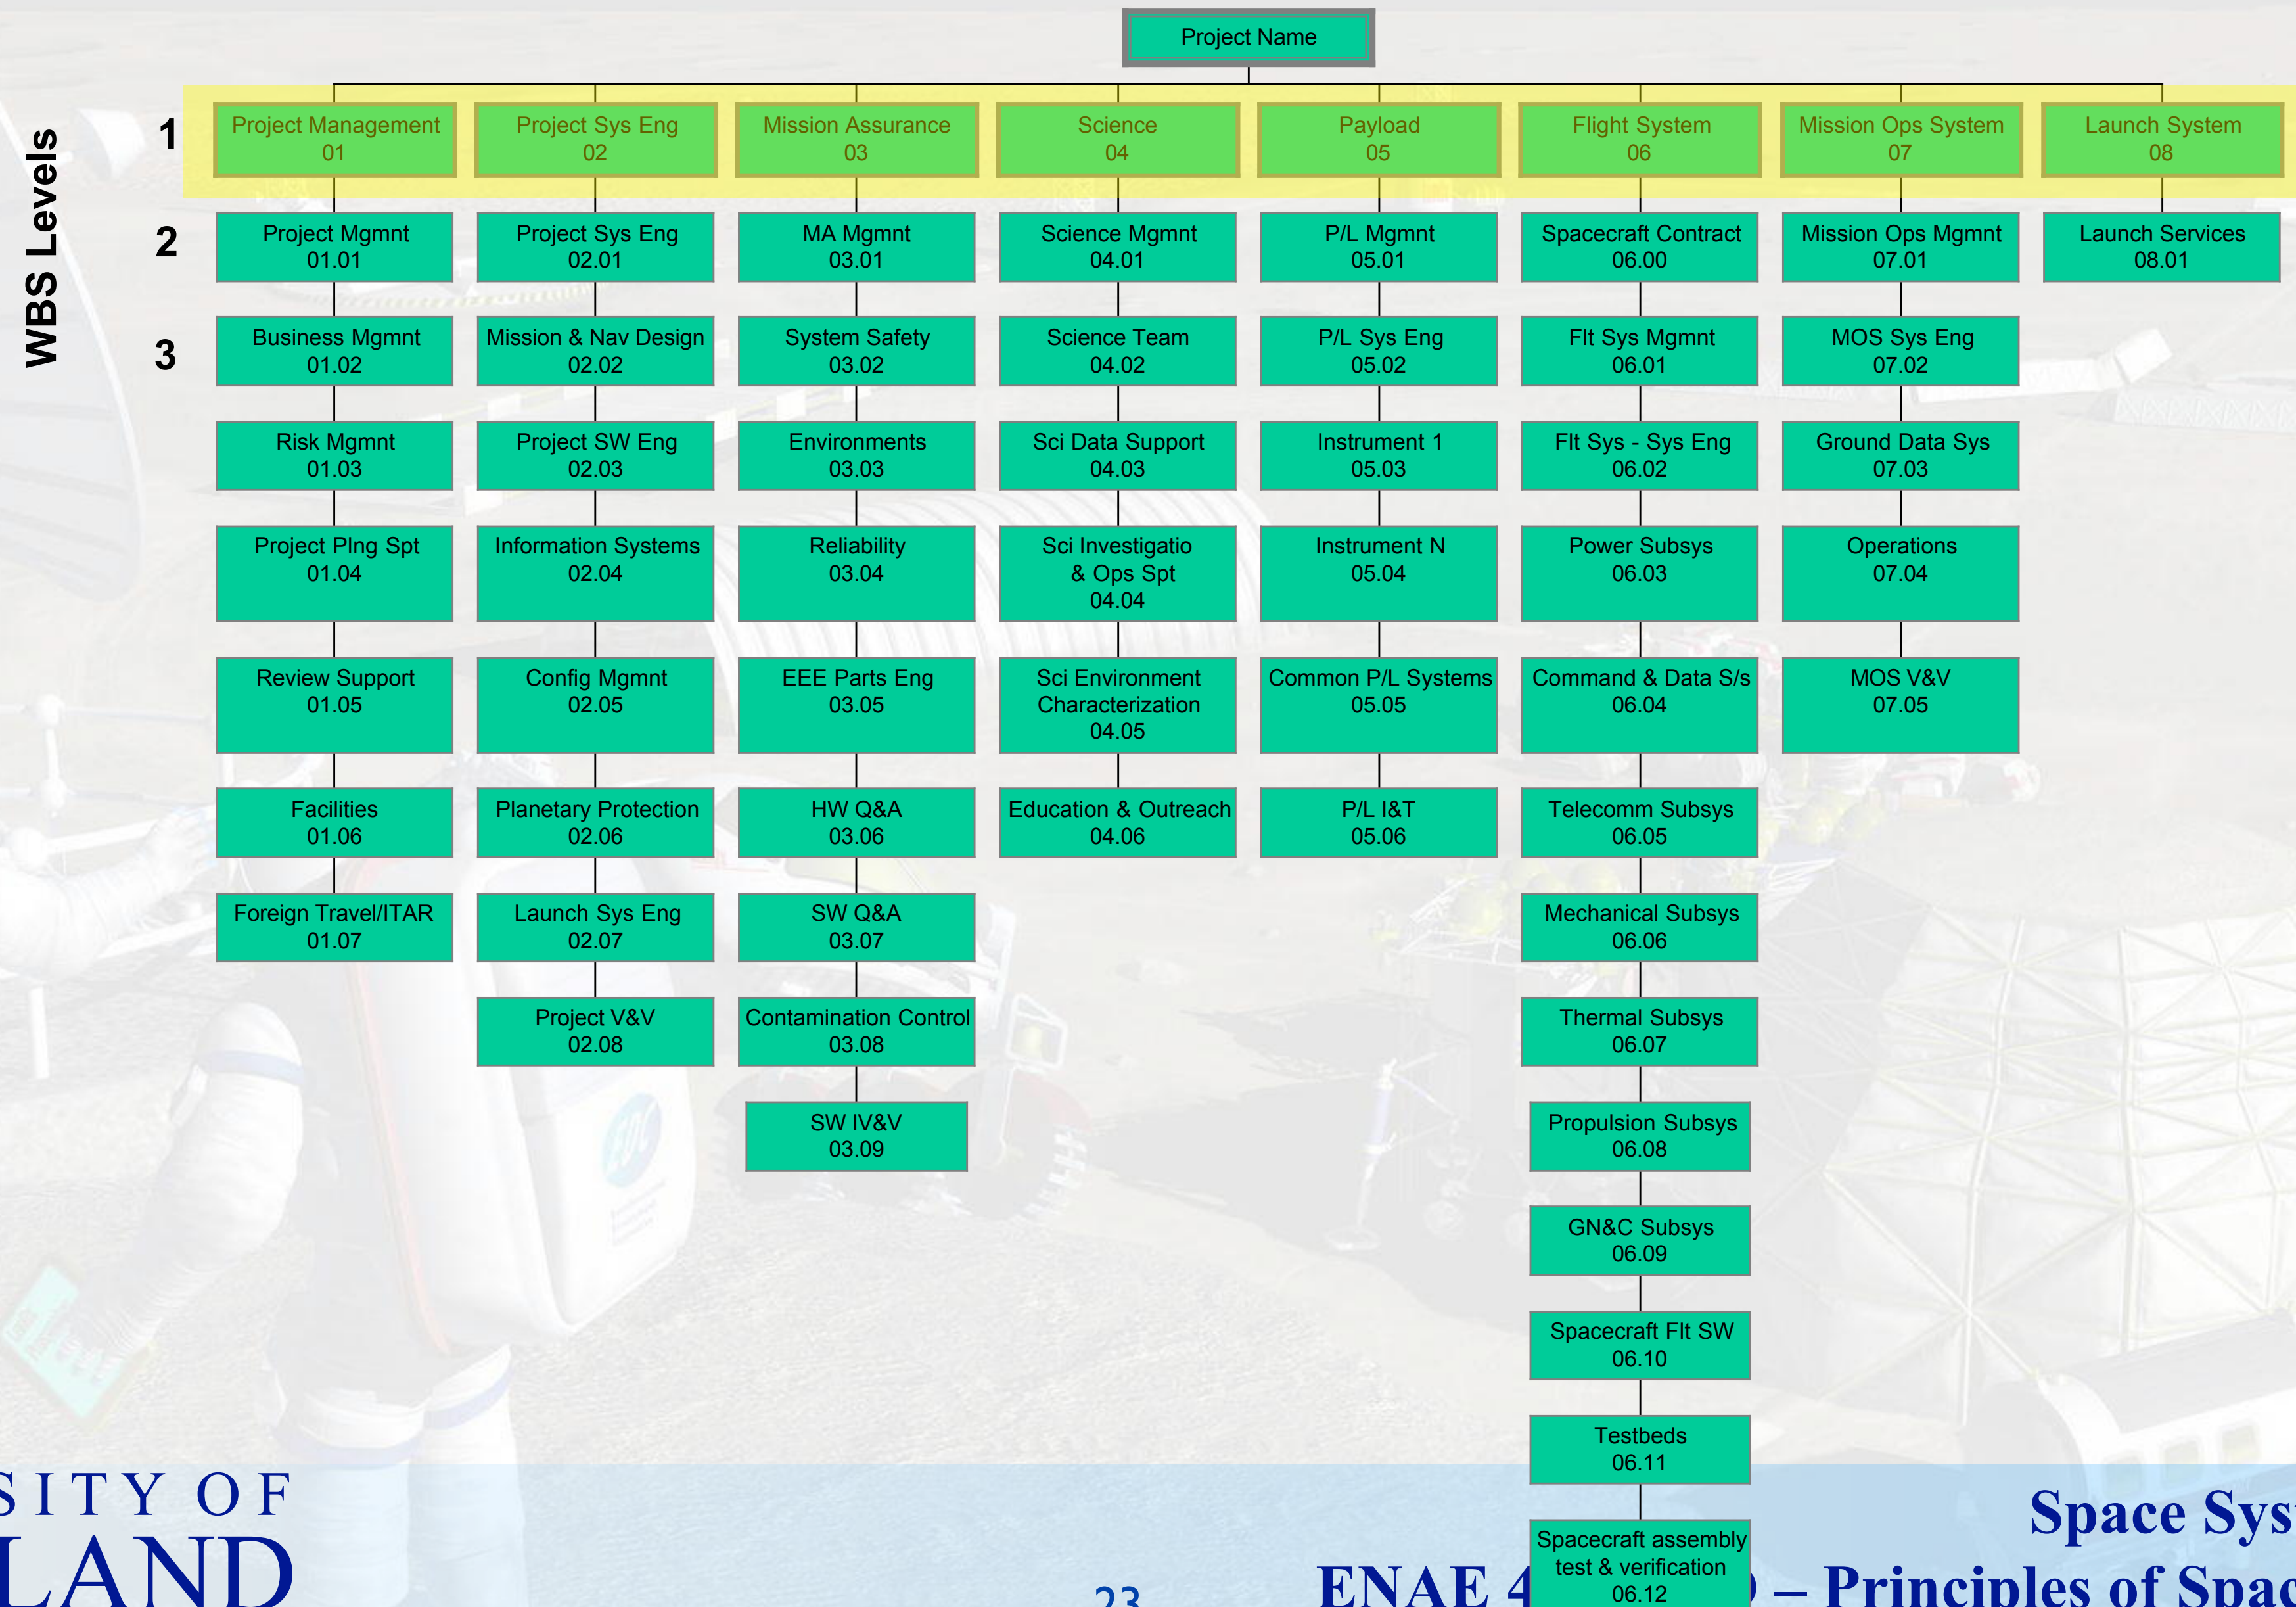 Project Name
WBS Levels
1
Project Management
01
Project Sys Eng
02
Mission Assurance
03
Science
04
Payload
05
Flight System
06
Mission Ops System
07
Launch System
08
2
Project Mgmnt
01.01
Project Sys Eng
02.01
MA Mgmnt
03.01
Science Mgmnt
04.01
P/L Mgmnt
05.01
Spacecraft Contract
06.00
Mission Ops Mgmnt
07.01
Launch Services
08.01
3
Business Mgmnt
01.02
Mission & Nav Design
02.02
System Safety
03.02
Science Team
04.02
P/L Sys Eng
05.02
Flt Sys Mgmnt
06.01
MOS Sys Eng
07.02
Risk Mgmnt
01.03
Project SW Eng
02.03
Environments
03.03
Sci Data Support
04.03
Instrument 1
05.03
Flt Sys - Sys Eng
06.02
Ground Data Sys
07.03
Project Plng Spt
01.04
Information Systems
02.04
Reliability
03.04
Sci Investigatio
& Ops Spt
04.04
Instrument N
05.04
Power Subsys
06.03
Operations
07.04
Review Support
01.05
Config Mgmnt
02.05
EEE Parts Eng
03.05
Sci Environment
Characterization
04.05
Common P/L Systems
05.05
Command & Data S/s
06.04
MOS V&V
07.05
Facilities
01.06
Planetary Protection
02.06
HW Q&A
03.06
Education & Outreach
04.06
P/L I&T
05.06
Telecomm Subsys
06.05
Foreign Travel/ITAR
01.07
Launch Sys Eng
02.07
SW Q&A
03.07
Mechanical Subsys
06.06
Project V&V
02.08
Contamination Control
03.08
Thermal Subsys
06.07
SW IV&V
03.09
Propulsion Subsys
06.08
GN&C Subsys
06.09
Spacecraft Flt SW
06.10
Testbeds
06.11
Spacecraft assembly
test & verification
06.12
SITY OF
LAND
23
Space Syst
ENAE 4 – Principles of Spac